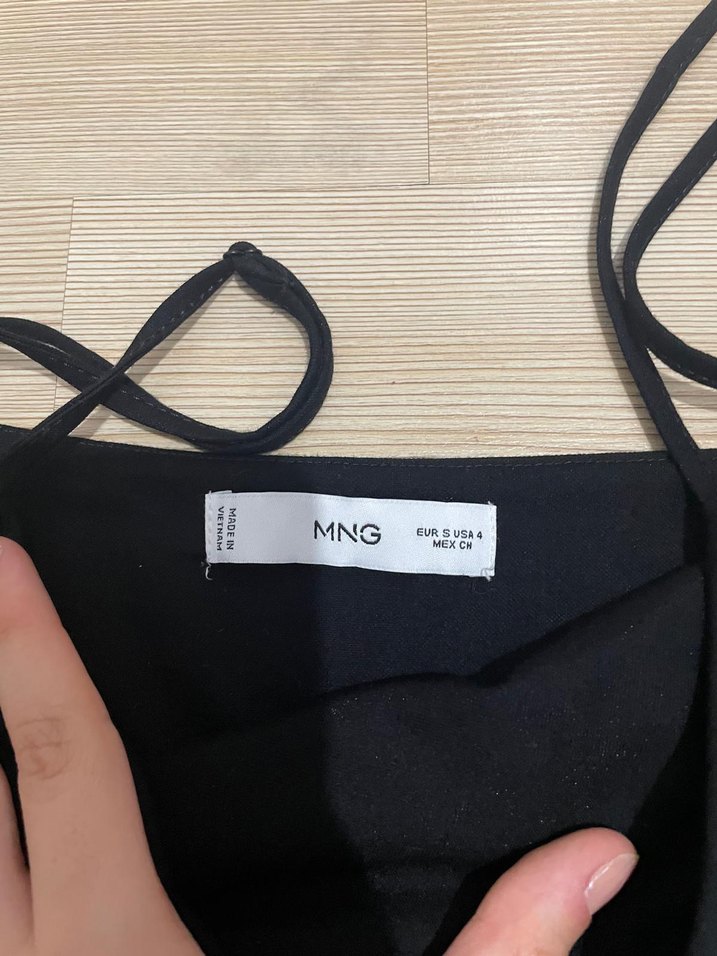 MADE IN
VIETNAM
MNG
EUR S USA 4
MEX CH